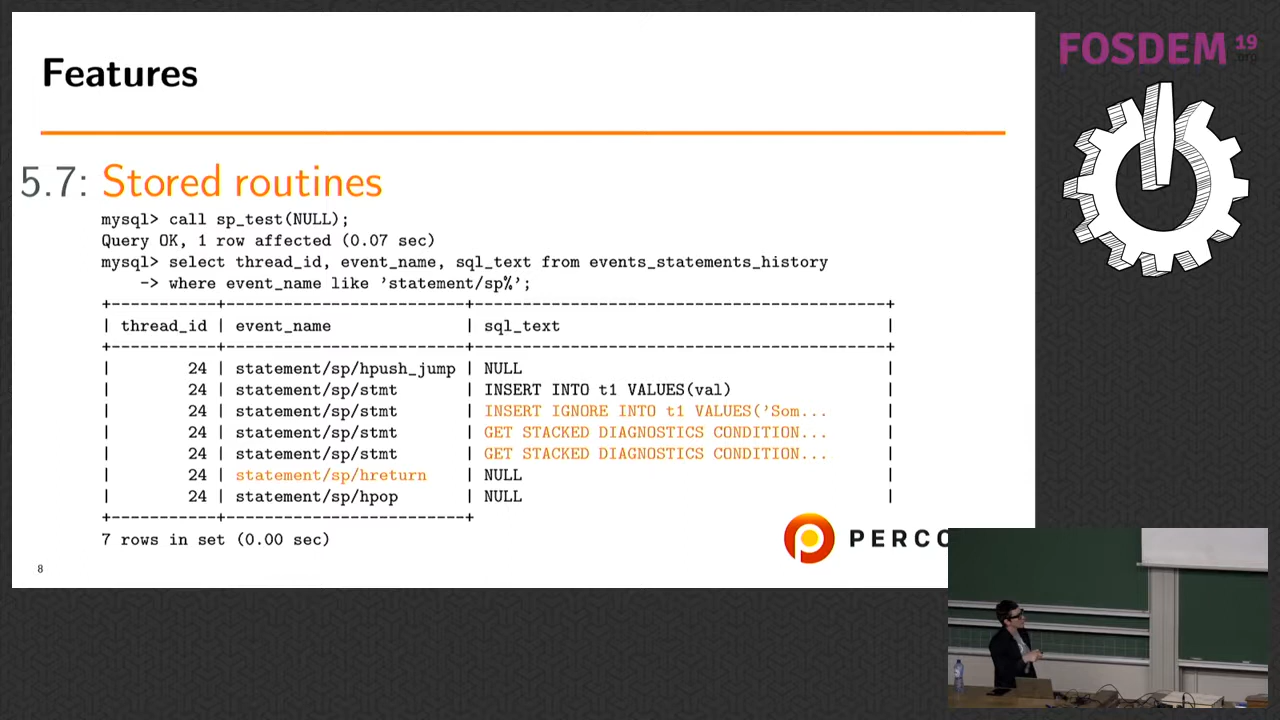 Features
FOSDEM 19
.org
5.7: Stored routines
mysql> call sp_test(NULL);
Query OK, 1 row affected (0.07 sec)
mysql> select thread_id, event_name, sql_text from events_statements_history
-> where event_name like 'statement/sp%';
+-----------+--------------------------+--------------------------------------------+
| thread_id | event_name | sql_text |
+-----------+--------------------------+--------------------------------------------+
| 24 | statement/sp/hpush_jump | NULL |
| 24 | statement/sp/stmt | INSERT INTO t1 VALUES(val) |
| 24 | statement/sp/stmt | INSERT IGNORE INTO t1 VALUES('Som... |
| 24 | statement/sp/stmt | GET STACKED DIAGNOSTICS CONDITION... |
| 24 | statement/sp/stmt | GET STACKED DIAGNOSTICS CONDITION... |
| 24 | statement/sp/hreturn | NULL |
| 24 | statement/sp/hpop | NULL |
+-----------+--------------------------+
7 rows in set (0.00 sec)
PERCO
8